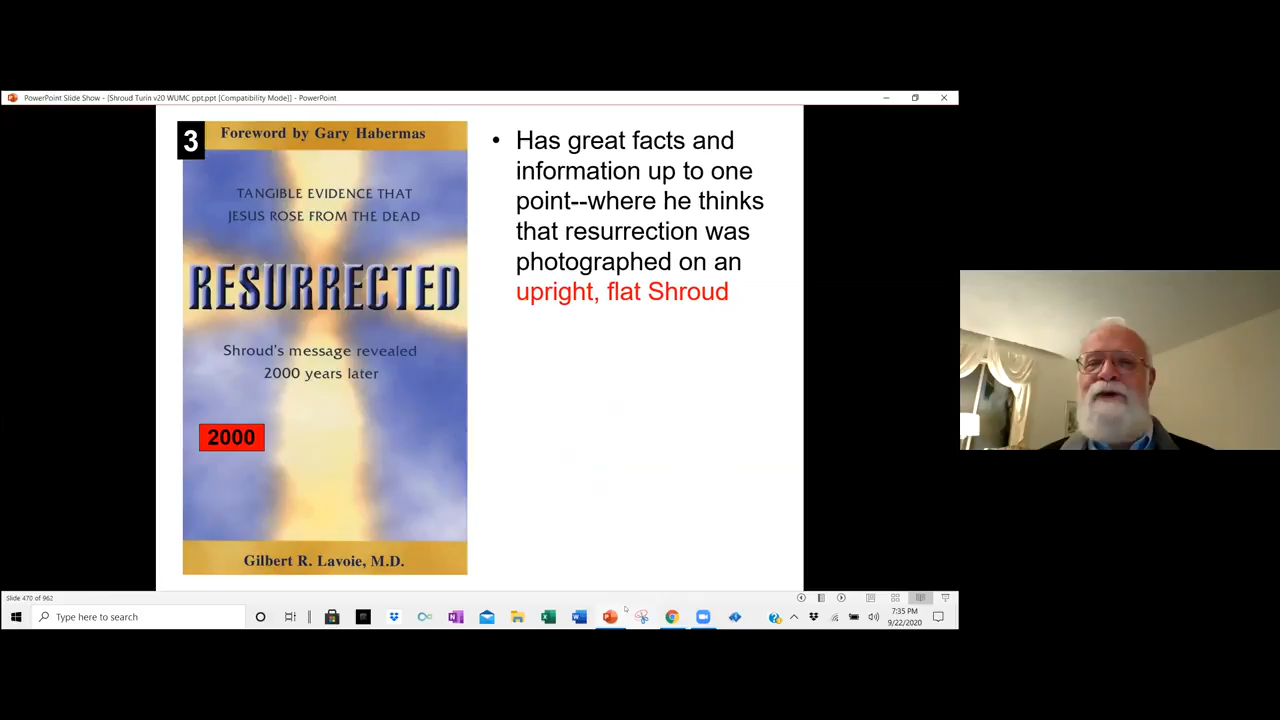 PowerPoint Slide Show - [Shroud Turin v20 WUMC ppt.ppt [Compatibility Mode]] - PowerPoint
3
Foreword by Gary Habermas
TANGIBLE EVIDENCE THAT
JESUS ROSE FROM THE DEAD
RESURRECTED
Shroud's message revealed
2000 years later
2000
Gilbert R. Lavoie, M.D.
• Has great facts and
information up to one
point--where he thinks
that resurrection was
photographed on an
upright, flat Shroud
Slide 470 of 962
Type here to search
7:35 PM
9/22/2020